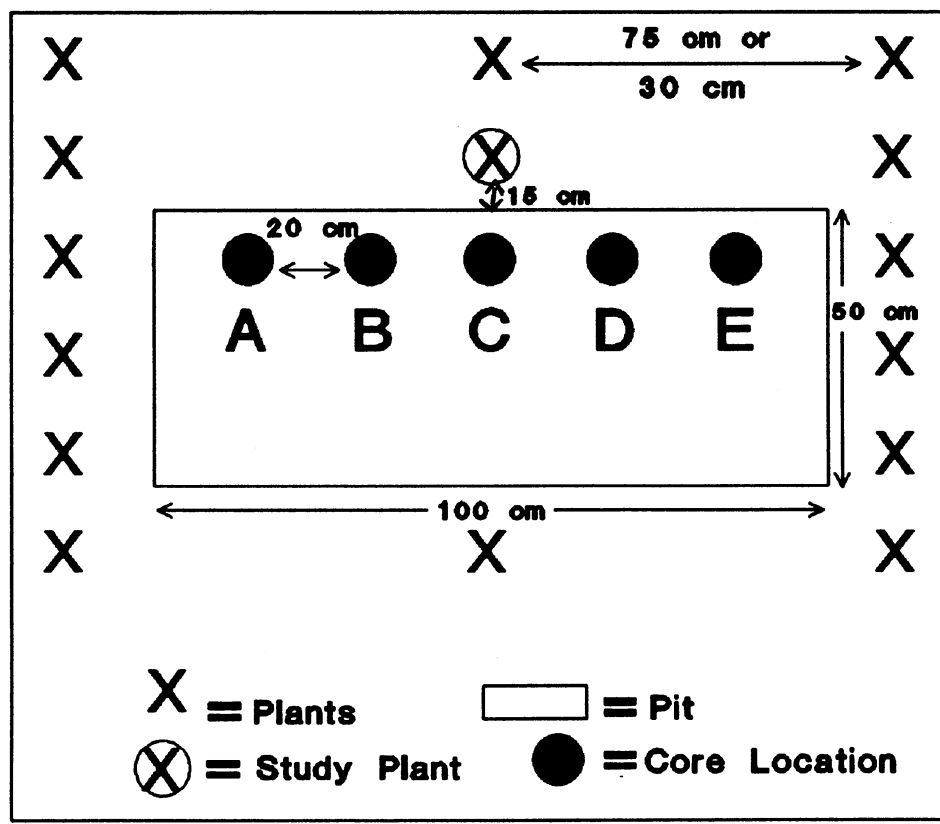 X X 75 cm or X
30 cm
X X X
15 cm
X 20 cm X
A B C D E
50 cm
X X
X X
100 cm
X X X
X = Plants = Pit
X = Study Plant = Core Location